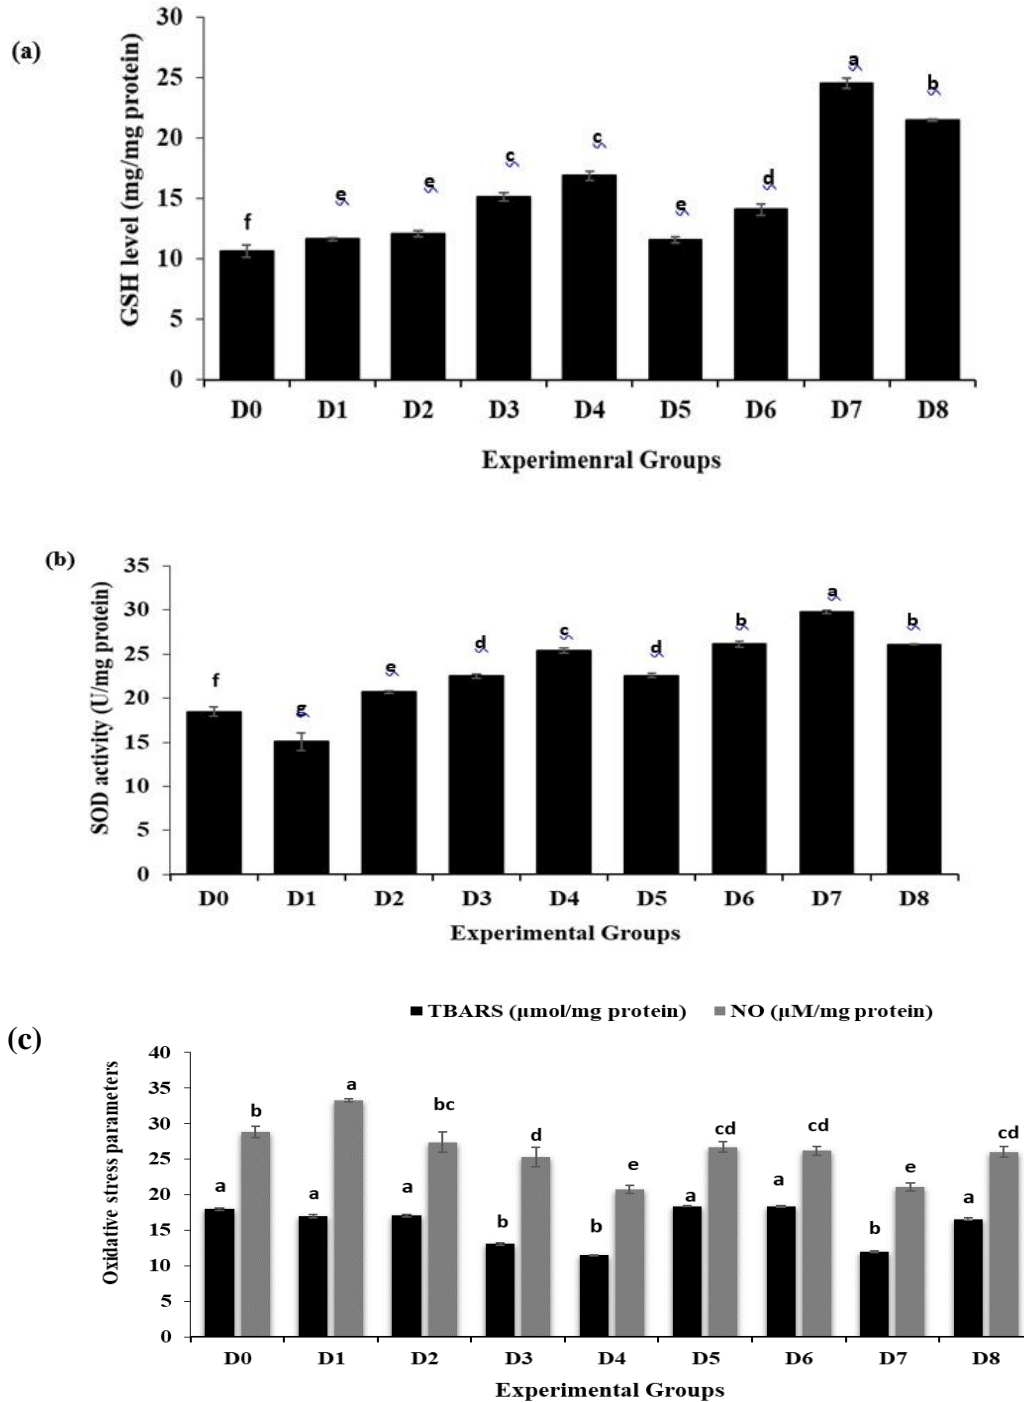 (a)
GSH level (mg/mg protein)
30
25
20
15
10
5
0
f
e
e
c
c
e
d
a
b
D0 D1 D2 D3 D4 D5 D6 D7 D8
Experimenral Groups
(b)
SOD activity (U/mg protein)
35
30
25
20
15
10
5
0
f
g
e
d
c
d
b
a
b
D0 D1 D2 D3 D4 D5 D6 D7 D8
Experimental Groups
TBARS (µmol/mg protein) NO (µM/mg protein)
(c)
Oxidative stress parameters
40
35
30
25
20
15
10
5
0
a b
a a
a bc
b d
b e
a cd
a cd
b e
a cd
D0 D1 D2 D3 D4 D5 D6 D7 D8
Experimental Groups